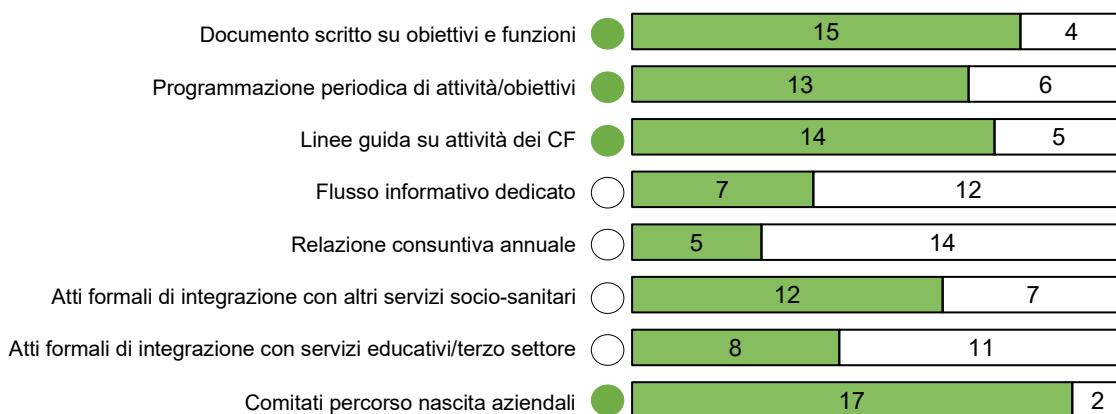 Documento scritto su obiettivi e funzioni 15 4
Programmazione periodica di attività/obiettivi 13 6
Linee guida su attività dei CF 14 5
Flusso informativo dedicato 7 12
Relazione consuntiva annuale 5 14
Atti formali di integrazione con altri servizi socio-sanitari 12 7
Atti formali di integrazione con servizi educativi/terzo settore 8 11
Comitati percorso nascita aziendali 17 2